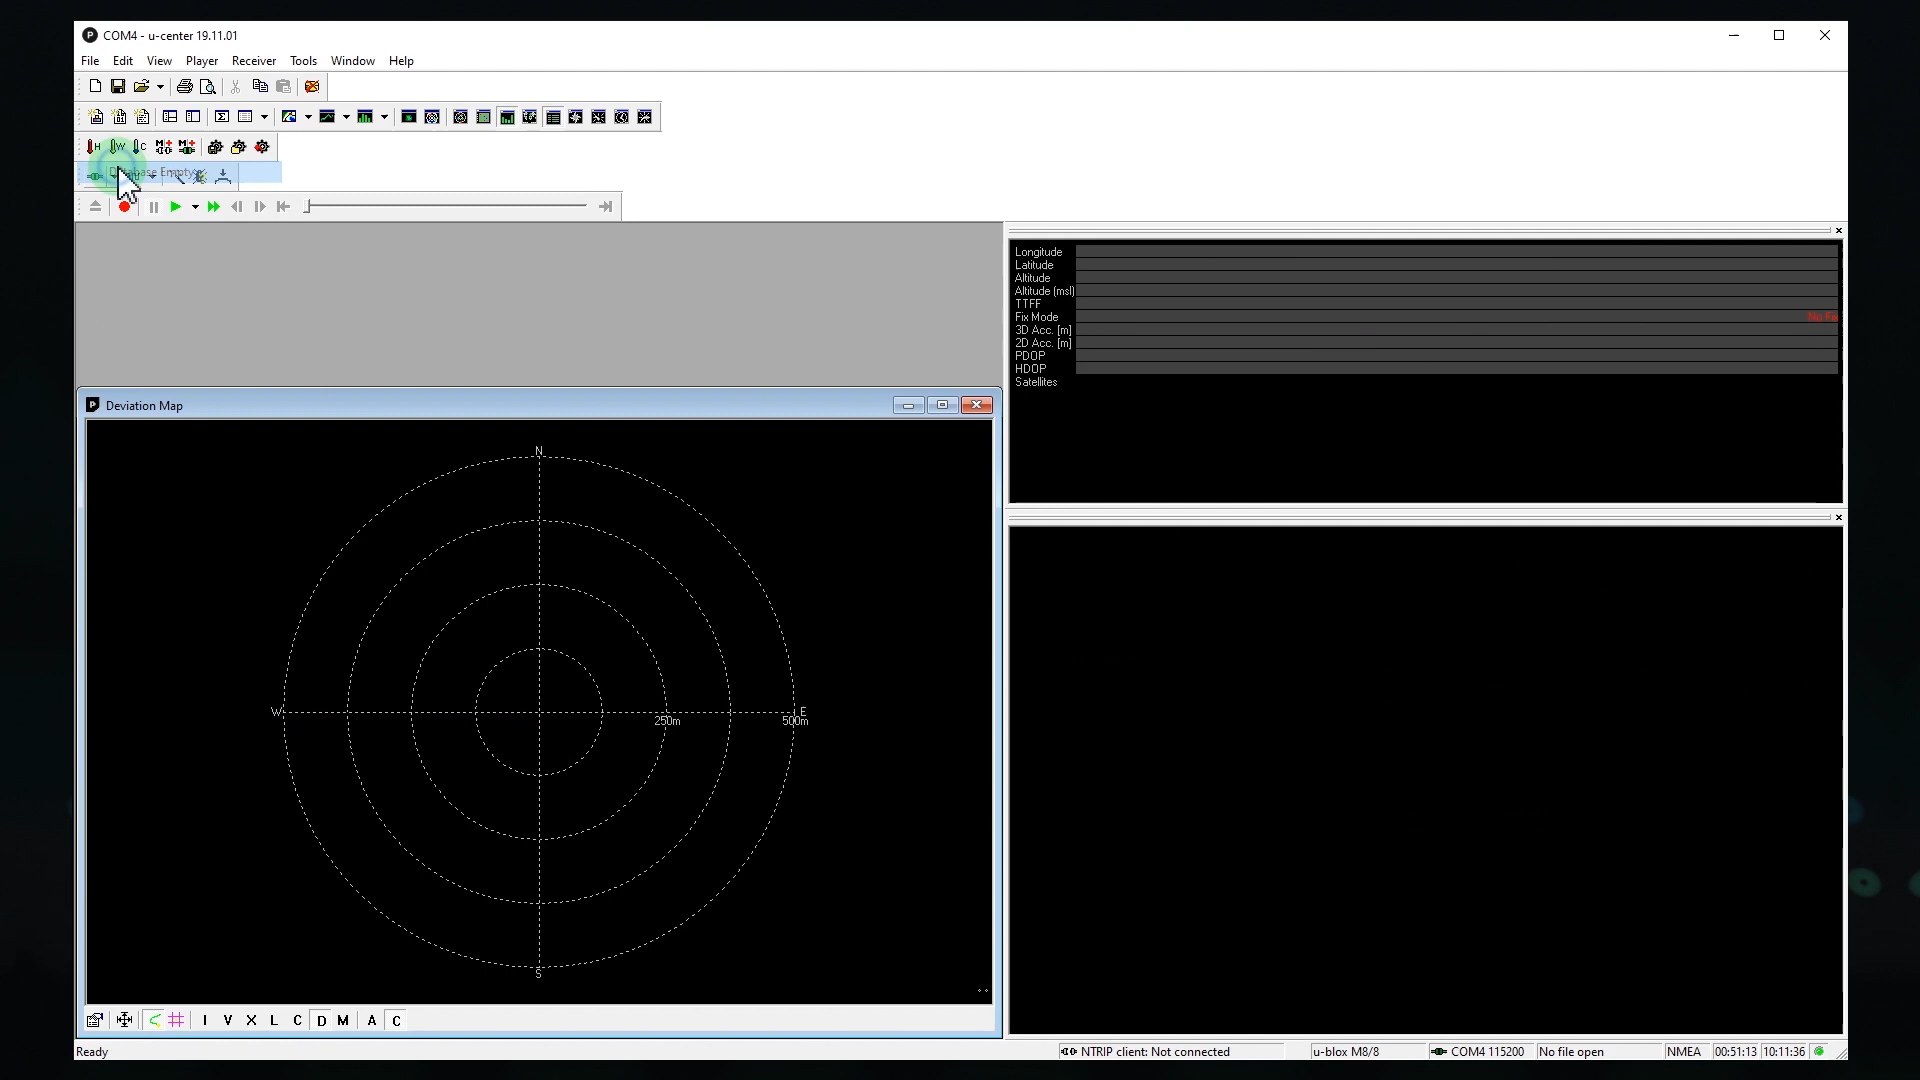 COM4 - u-center 19.11.01
File Edit View Player Receiver Tools Window Help
H W C
Database Empty
Longitude
Latitude
Altitude
Altitude (msl)
TTFF
Fix Mode
3D Acc. [m]
2D Acc. [m]
PDOP
HDOP
Satellites
Deviation Map
N
W
E
250m
500m
S
I V X L C D M A C
Ready
NTRIP client: Not connected
u-blox M8/8
COM4 115200
No file open
NMEA
00:51:13
10:11:36